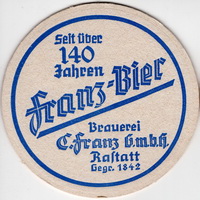 Seit über
140
Jahren
Franz-Bier
Brauerei
C. Franz G.m.b.H.
Rastatt
Gegr. 1842